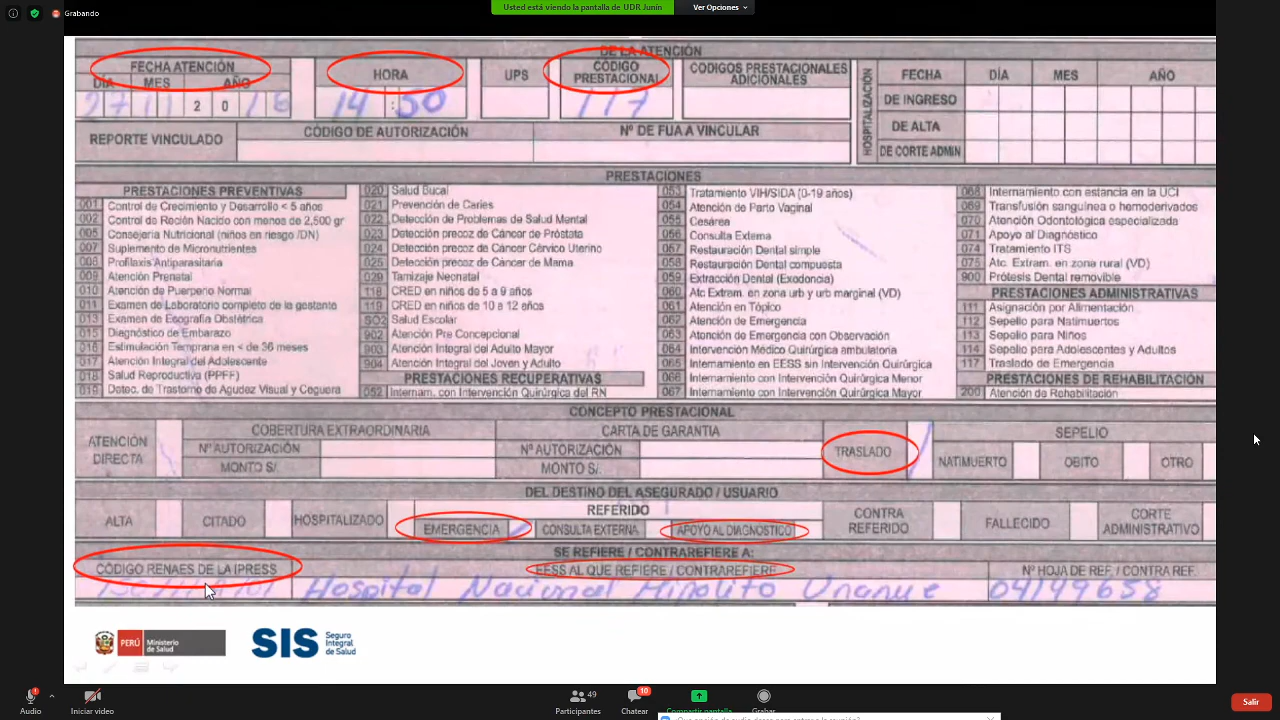 Grabando
Usted está viendo la pantalla de UDR Junín
Ver Opciones
DE LA ATENCIÓN
FECHA ATENCIÓN
DÍA MES AÑO
HORA
14 : 50
UPS
CÓDIGO PRESTACIONAL
117
CODIGOS PRESTACIONALES ADICIONALES
HOSPITALIZACIÓN
FECHA DÍA MES AÑO
DE INGRESO
DE ALTA
DE CORTE ADMIN
REPORTE VINCULADO
CÓDIGO DE AUTORIZACIÓN
Nº DE FUA A VINCULAR
PRESTACIONES
PRESTACIONES PREVENTIVAS
001 Control de Crecimiento y Desarrollo < 5 años
002 Control de Recién Nacido con menos de 2,500 gr
005 Consejería Nutricional (niños en riesgo /DN)
007 Suplemento de Micronutrientes
008 Profilaxis Antiparasitaria
009 Atención Prenatal
010 Atención de Puerperio Normal
011 Examen de Laboratorio completo de la gestante
013 Examen de Ecografía Obstétrica
015 Diagnóstico de Embarazo
016 Estimulación Temprana en < de 36 meses
017 Atención Integral del Adolescente
018 Salud Reproductiva (PPFF)
019 Detec. de Trastorno de Agudez Visual y Ceguera
020 Salud Bucal
021 Prevención de Caries
022 Detección de Problemas de Salud Mental
023 Detección precoz de Cáncer de Próstata
024 Detección precoz de Cáncer Cérvico Uterino
025 Detección precoz de Cáncer de Mama
029 Tamizaje Neonatal
118 CRED en niños de 5 a 9 años
119 CRED en niños de 10 a 12 años
Salud Escolar
902 Atención Pre Concepcional
903 Atención Integral del Adulto Mayor
904 Atención Integral del Joven y Adulto
PRESTACIONES RECUPERATIVAS
052 Internam. con Intervención Quirúrgica del RN
053 Tratamiento VIH/SIDA (0-19 años)
054 Atención de Parto Vaginal
055 Cesárea
056 Consulta Externa
057 Restauración Dental simple
058 Restauración Dental compuesta
059 Extracción Dental (Exodoncia)
060 Atc Extram. en zona urb y urb marginal (VD)
061 Atención en Tópico
062 Atención de Emergencia
063 Atención de Emergencia con Observación
064 Intervención Médico Quirúrgica ambulatoria
065 Internamiento en EESS sin Intervención Quirúrgica
066 Internamiento con Intervención Quirúrgica Menor
067 Internamiento con Intervención Quirúrgica Mayor
068 Internamiento con estancia en la UCI
069 Transfusión sanguínea o hemoderivados
070 Atención Odontológica especializada
071 Apoyo al Diagnóstico
074 Tratamiento ITS
075 Atc. Extram. en zona rural (VD)
900 Prótesis Dental removible
PRESTACIONES ADMINISTRATIVAS
111 Asignación por Alimentación
112 Sepelio para Natimuertos
113 Sepelio para Niños
114 Sepelio para Adolescentes y Adultos
117 Traslado de Emergencia
PRESTACIONES DE REHABILITACIÓN
200 Atención de Rehabilitación
CONCEPTO PRESTACIONAL
ATENCIÓN DIRECTA
COBERTURA EXTRAORDINARIA
Nº AUTORIZACIÓN
MONTO S/.
CARTA DE GARANTIA
Nº AUTORIZACIÓN
MONTO S/.
TRASLADO
SEPELIO
NATIMUERTO OBITO OTRO
DEL DESTINO DEL ASEGURADO / USUARIO
ALTA CITADO HOSPITALIZADO
REFERIDO
EMERGENCIA CONSULTA EXTERNA APOYO AL DIAGNOSTICO
CONTRA REFERIDO
FALLECIDO
CORTE ADMINISTRATIVO
SE REFIERE / CONTRAREFIERE A:
CÓDIGO RENAES DE LA IPRESS
EESS AL QUE REFIERE / CONTRAREFIERE
Nº HOJA DE REF. / CONTRA REF.
Hospital Nacional Hipolito Unanue
PERÚ
Ministerio de Salud
SIS
Seguro Integral de Salud
Audio
Iniciar video
49
Participantes
10
Chatear
Compartir pantalla
Grabar
Salir